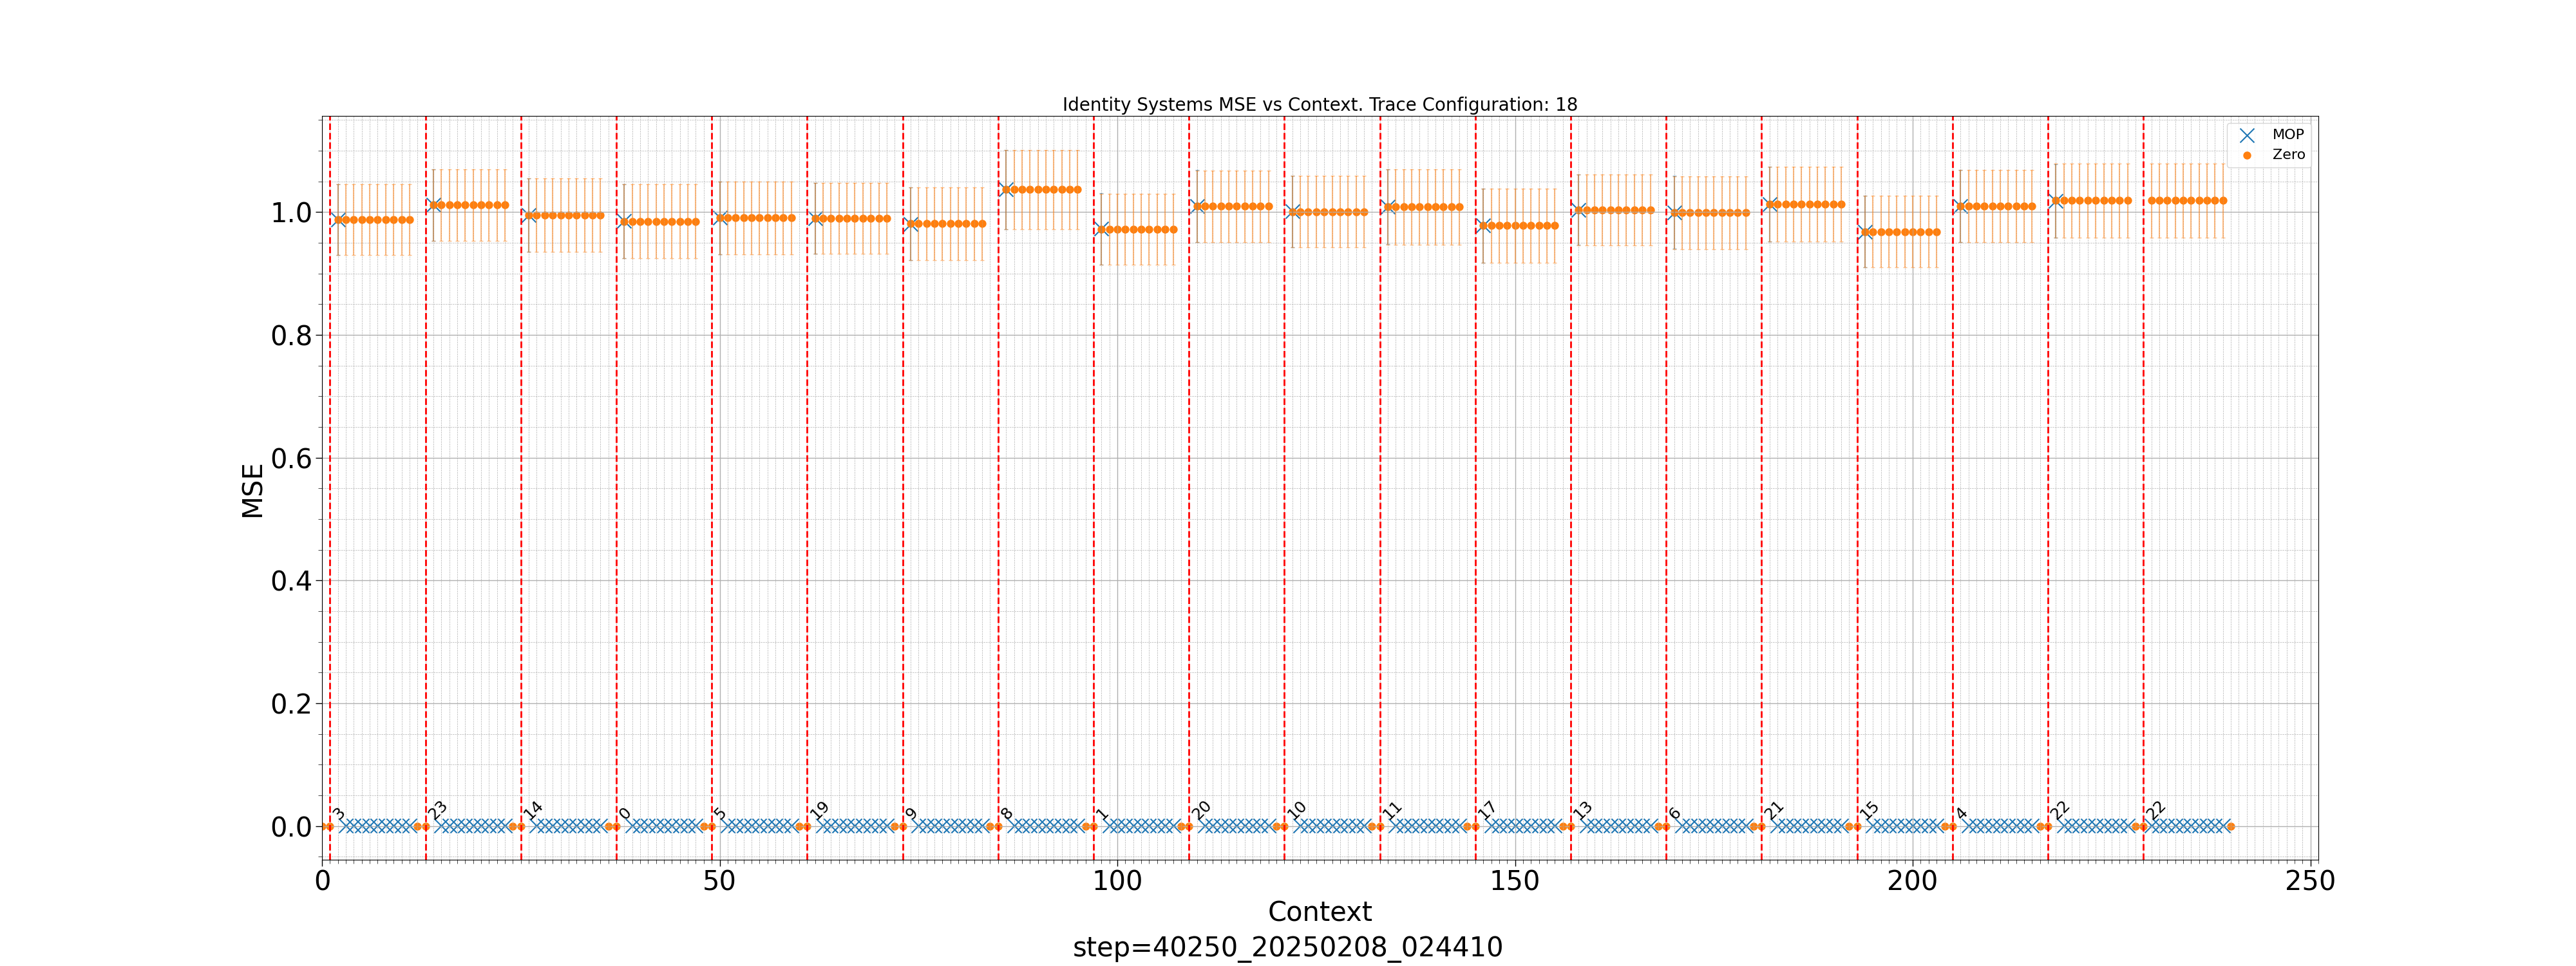 Identity Systems MSE vs Context. Trace Configuration: 18
MOP
Zero
MSE
1.0
0.8
0.6
0.4
0.2
0.0
3 23 14 0 5 19 9 8 1 20 10 11 17 13 6 21 15 4 22 22
0 50 100 150 200 250
Context
step=40250_20250208_024410